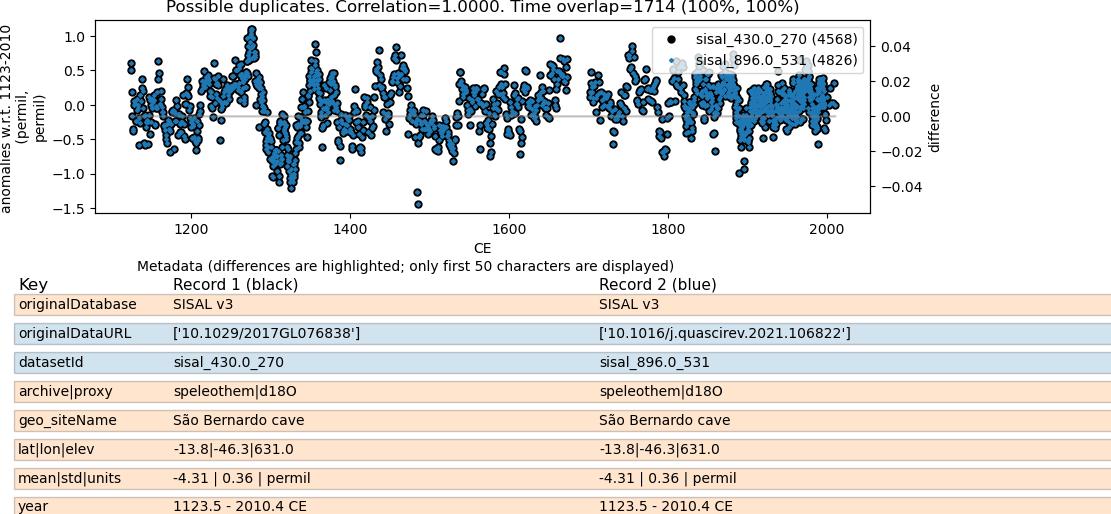 Possible duplicates. Correlation=1.0000. Time overlap=1714 (100%, 100%)
anomalies w.r.t. 1123-2010
(permil,
permil)
1.0
0.5
0.0
−0.5
−1.0
−1.5
sisal_430.0_270 (4568)
sisal_896.0_531 (4826)
0.04
0.02
0.00
−0.02
−0.04
difference
1200 1400 1600 1800 2000
CE
Metadata (differences are highlighted; only first 50 characters are displayed)
Key Record 1 (black) Record 2 (blue)
originalDatabase SISAL v3 SISAL v3
originalDataURL ['10.1029/2017GL076838'] ['10.1016/j.quascirev.2021.106822']
datasetId sisal_430.0_270 sisal_896.0_531
archive|proxy speleothem|d18O speleothem|d18O
geo_siteName São Bernardo cave São Bernardo cave
lat|lon|elev -13.8|-46.3|631.0 -13.8|-46.3|631.0
mean|std|units -4.31 | 0.36 | permil -4.31 | 0.36 | permil
year 1123.5 - 2010.4 CE 1123.5 - 2010.4 CE